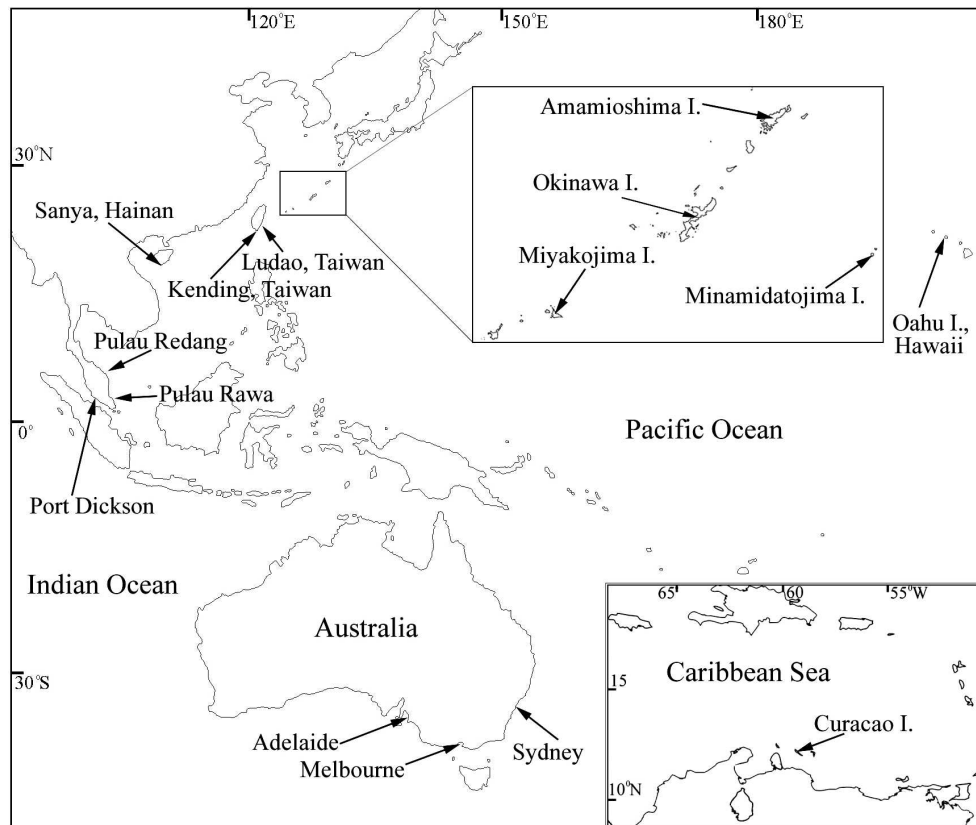 120°E
150°E
180°E
Amamioshima I.
30°N
Okinawa I.
Sanya, Hainan
Ludao, Taiwan
Miyakojima I.
Kending, Taiwan
Minamidatojima I.
Oahu I.,
Hawaii
Pulau Redang
Pulau Rawa
0°
Pacific Ocean
Port Dickson
Indian Ocean
Australia
30°S
Adelaide
Melbourne
Sydney
65
60
55°W
Caribbean Sea
15
Curacao I.
10°N